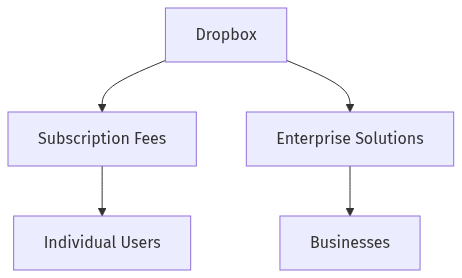 Dropbox
Subscription Fees
Enterprise Solutions
Individual Users
Businesses